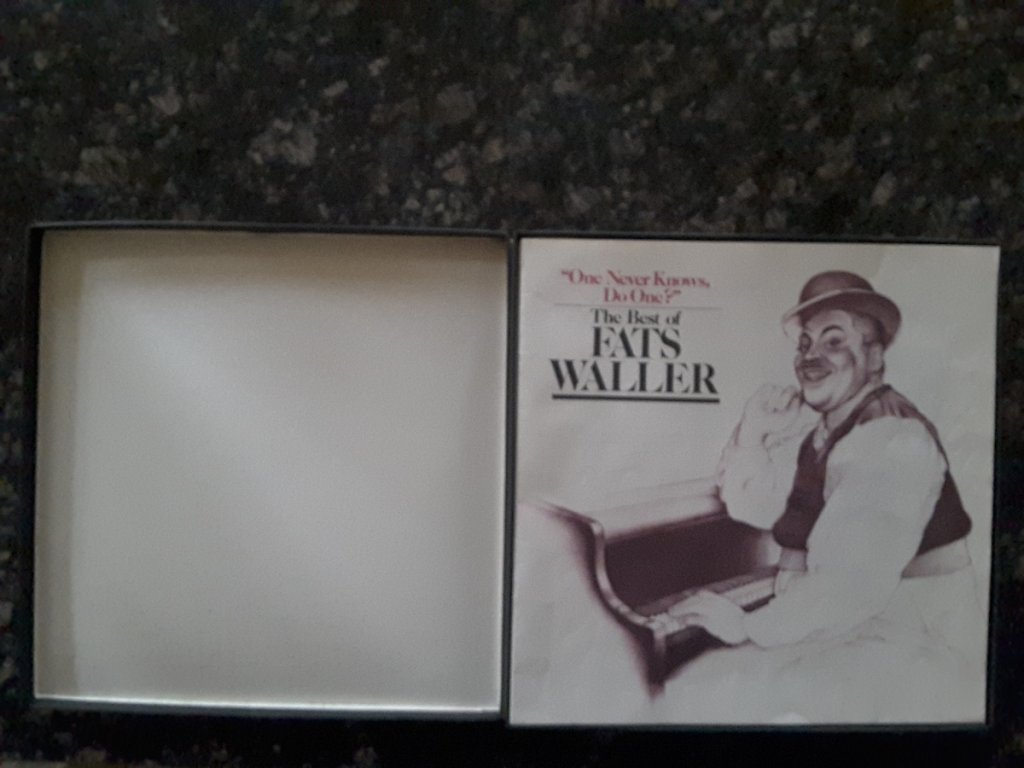 "One Never Knows,
Do One?"
The Best of
FATS
WALLER